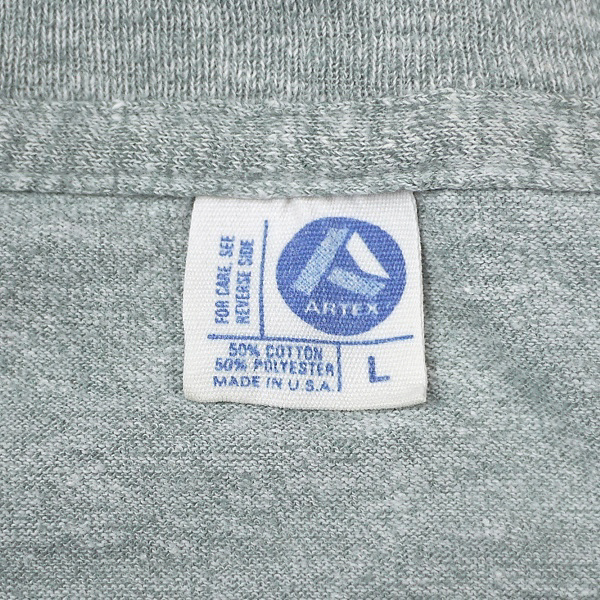 FOR CARE, SEE
REVERSE SIDE
ARTEX
50% COTTON
50% POLYESTER
MADE IN U.S.A.
L